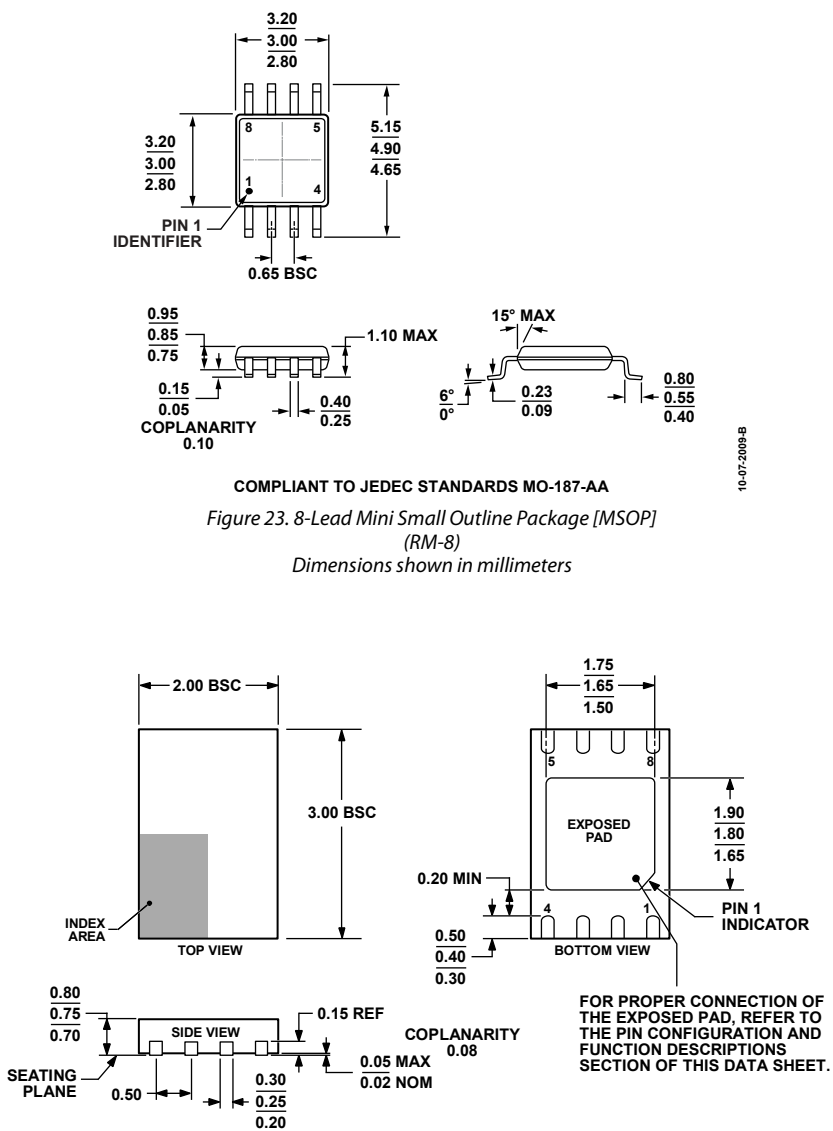 3.20
3.00
2.80
3.20
3.00
2.80
8
5
1
4
5.15
4.90
4.65
PIN 1
IDENTIFIER
0.65 BSC
0.95
0.85
0.75
1.10 MAX
0.15
0.05
COPLANARITY
0.10
0.40
0.25
15° MAX
6°
0°
0.23
0.09
0.80
0.55
0.40
10-07-2009-B
COMPLIANT TO JEDEC STANDARDS MO-187-AA
Figure 23. 8-Lead Mini Small Outline Package [MSOP]
(RM-8)
Dimensions shown in millimeters
2.00 BSC
3.00 BSC
INDEX
AREA
TOP VIEW
1.75
1.65
1.50
5
8
EXPOSED
PAD
1.90
1.80
1.65
0.20 MIN
4
1
PIN 1
INDICATOR
0.50
0.40
0.30
BOTTOM VIEW
FOR PROPER CONNECTION OF
THE EXPOSED PAD, REFER TO
THE PIN CONFIGURATION AND
FUNCTION DESCRIPTIONS
SECTION OF THIS DATA SHEET.
0.80
0.75
0.70
SIDE VIEW
0.15 REF
COPLANARITY
0.08
SEATING
PLANE
0.50
0.30
0.25
0.20
0.05 MAX
0.02 NOM